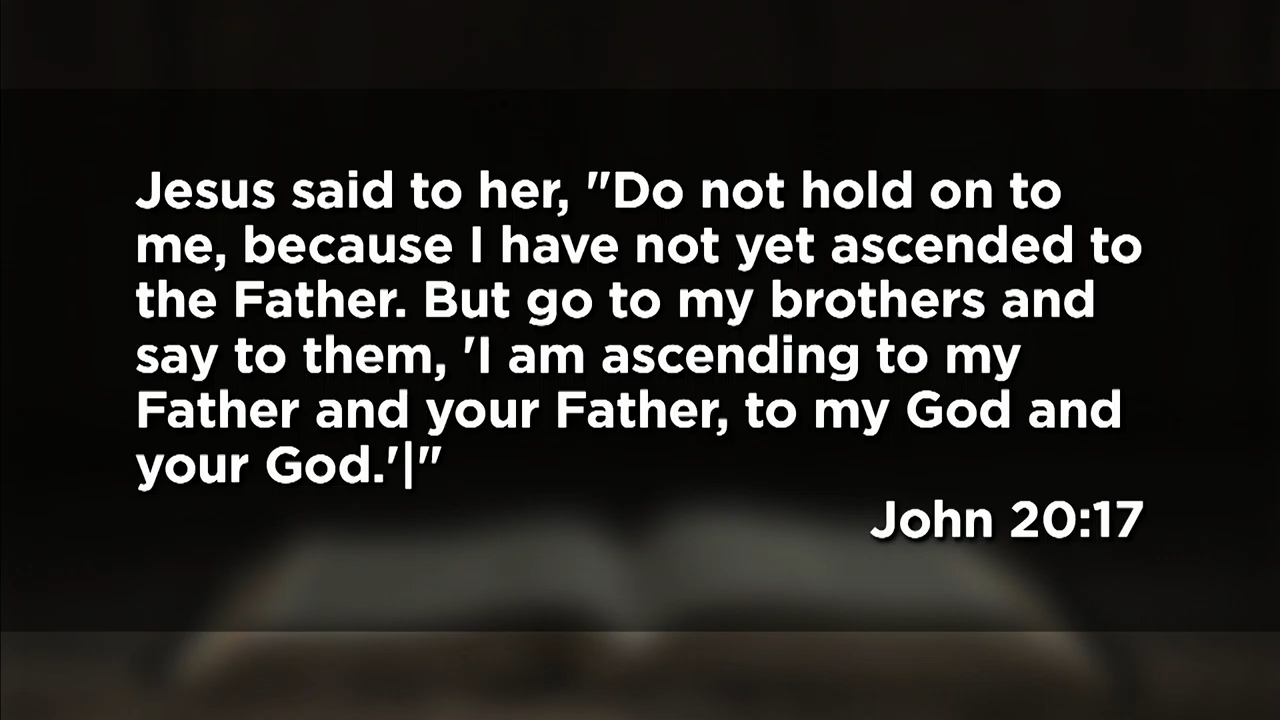 Jesus said to her, "Do not hold on to
me, because I have not yet ascended to
the Father. But go to my brothers and
say to them, 'I am ascending to my
Father and your Father, to my God and
your God.'|"
John 20:17